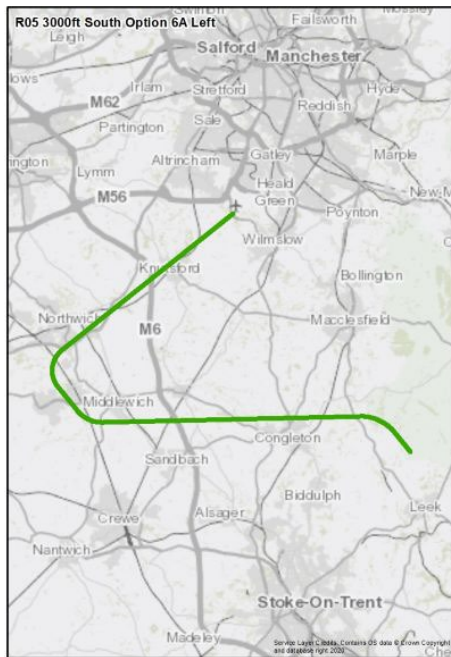 R05 3000ft South Option 6A Left
Leigh
Swinton
Failsworth
Mossley
Salford
Manchester
lows
Irlam
Stretford
Hyde
M62
Reddish
Partington
Sale
ngton
Lymm
Altrincham
Gatley
Marple
M56
Heald
Green
New-M
Poynton
Wilmslow
Knutsford
Bollington
Northwich
M6
Macclesfield
Middlewich
Congleton
Sandbach
Biddulph
Leek
Crewe
Alsager
Nantwich
Stoke-On-Trent
Madeley
Che
Service Layer Credits: Contains OS data © Crown Copyright
and database right 2020